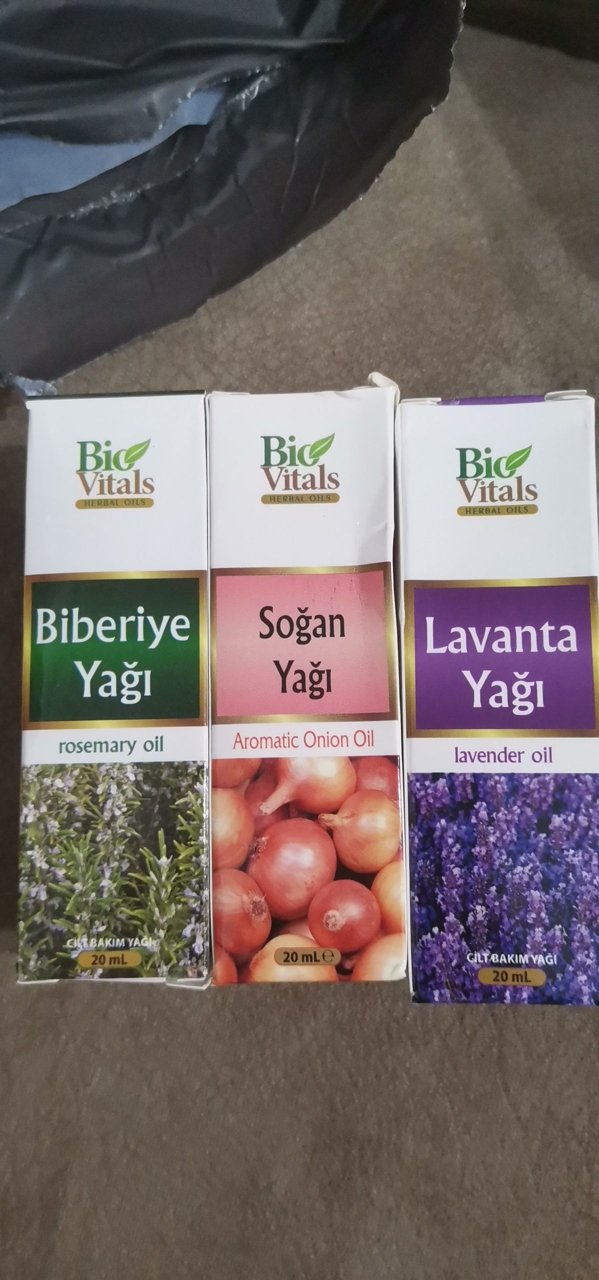 Bio
Vitals
HERBAL OILS
Biberiye
Yağı
rosemary oil
CİLT BAKIM YAĞI
20 mL
Bio
Vitals
HERBAL OILS
Soğan
Yağı
Aromatic Onion Oil
20 mL ℮
Bio
Vitals
HERBAL OILS
Lavanta
Yağı
lavender oil
CİLT BAKIM YAĞI
20 mL